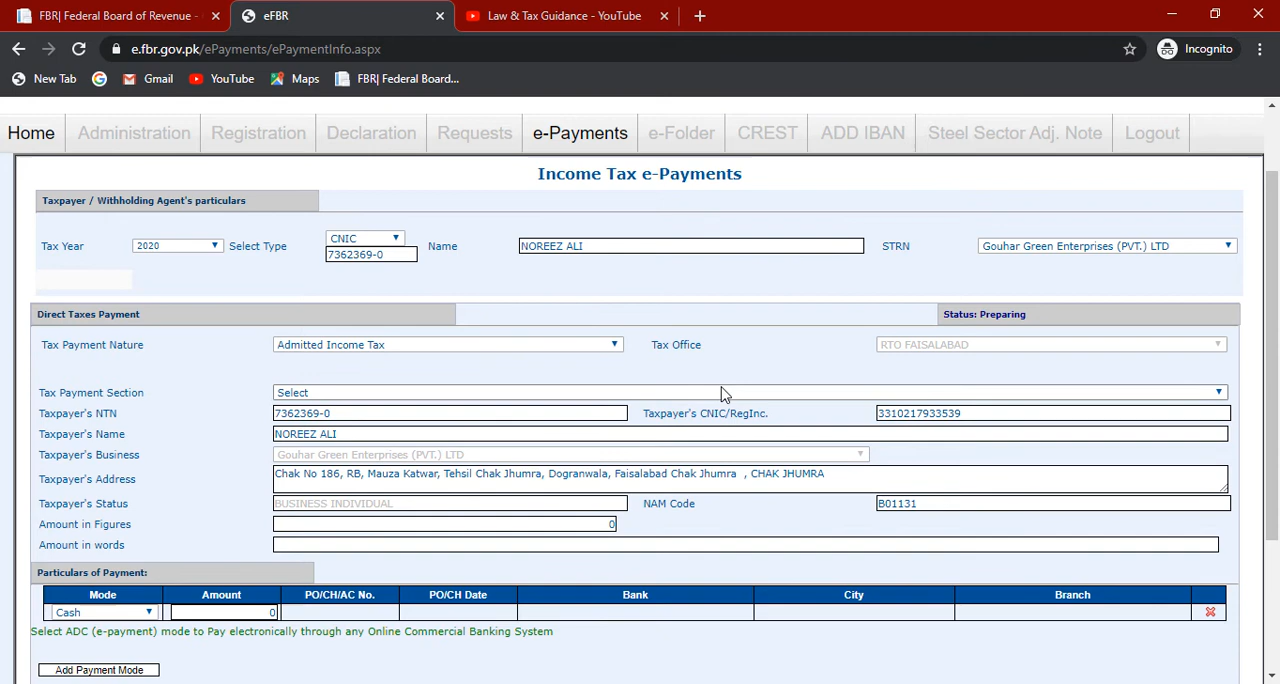 FBR| Federal Board of Revenue -
eFBR
Law & Tax Guidance - YouTube
e.fbr.gov.pk/ePayments/ePaymentInfo.aspx
Incognito
New Tab
Gmail
YouTube
Maps
FBR| Federal Board...
Home
Administration
Registration
Declaration
Requests
e-Payments
e-Folder
CREST
ADD IBAN
Steel Sector Adj. Note
Logout
Income Tax e-Payments
Taxpayer / Withholding Agent's particulars
Tax Year 2020 Select Type CNIC Name NOREEZ ALI STRN Gouhar Green Enterprises (PVT.) LTD
7362369-0
Direct Taxes Payment Status: Preparing
Tax Payment Nature Admitted Income Tax Tax Office RTO FAISALABAD
Tax Payment Section Select
Taxpayer's NTN 7362369-0 Taxpayer's CNIC/RegInc. 3310217933539
Taxpayer's Name NOREEZ ALI
Taxpayer's Business Gouhar Green Enterprises (PVT.) LTD
Taxpayer's Address Chak No 186, RB, Mauza Katwar, Tehsil Chak Jhumra, Dogranwala, Faisalabad Chak Jhumra , CHAK JHUMRA
Taxpayer's Status BUSINESS INDIVIDUAL NAM Code B01131
Amount in Figures 0
Amount in words
Particulars of Payment:
Mode Amount PO/CH/AC No. PO/CH Date Bank City Branch
Cash 0
Select ADC (e-payment) mode to Pay electronically through any Online Commercial Banking System
Add Payment Mode